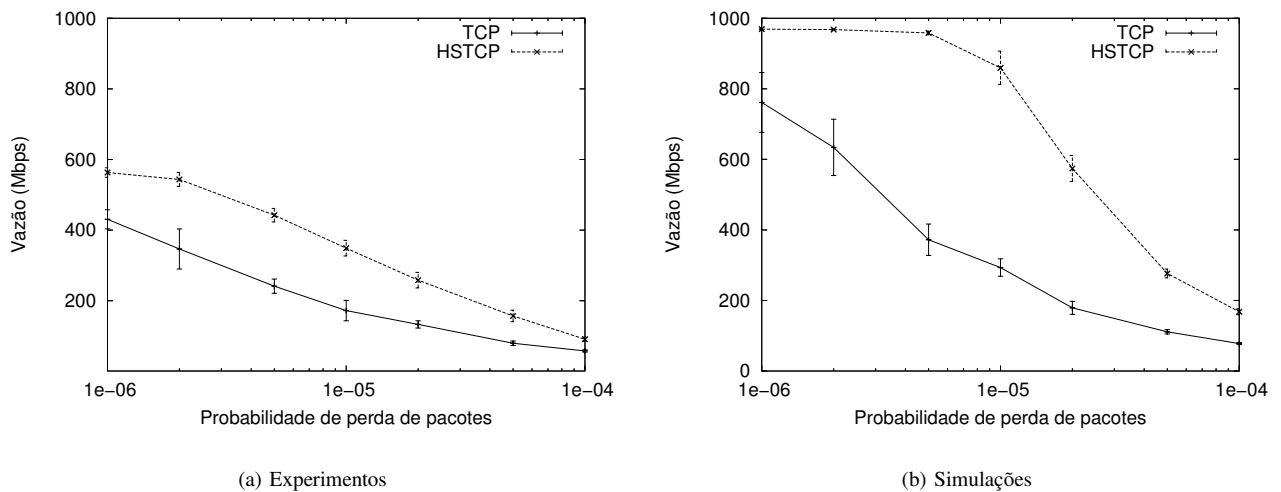 1000
800
600
400
200
1e−06
1e−05
1e−04
Vazão (Mbps)
Probabilidade de perda de pacotes
TCP
HSTCP
(a) Experimentos
1000
800
600
400
200
0
1e−06
1e−05
1e−04
Vazão (Mbps)
Probabilidade de perda de pacotes
TCP
HSTCP
(b) Simulações